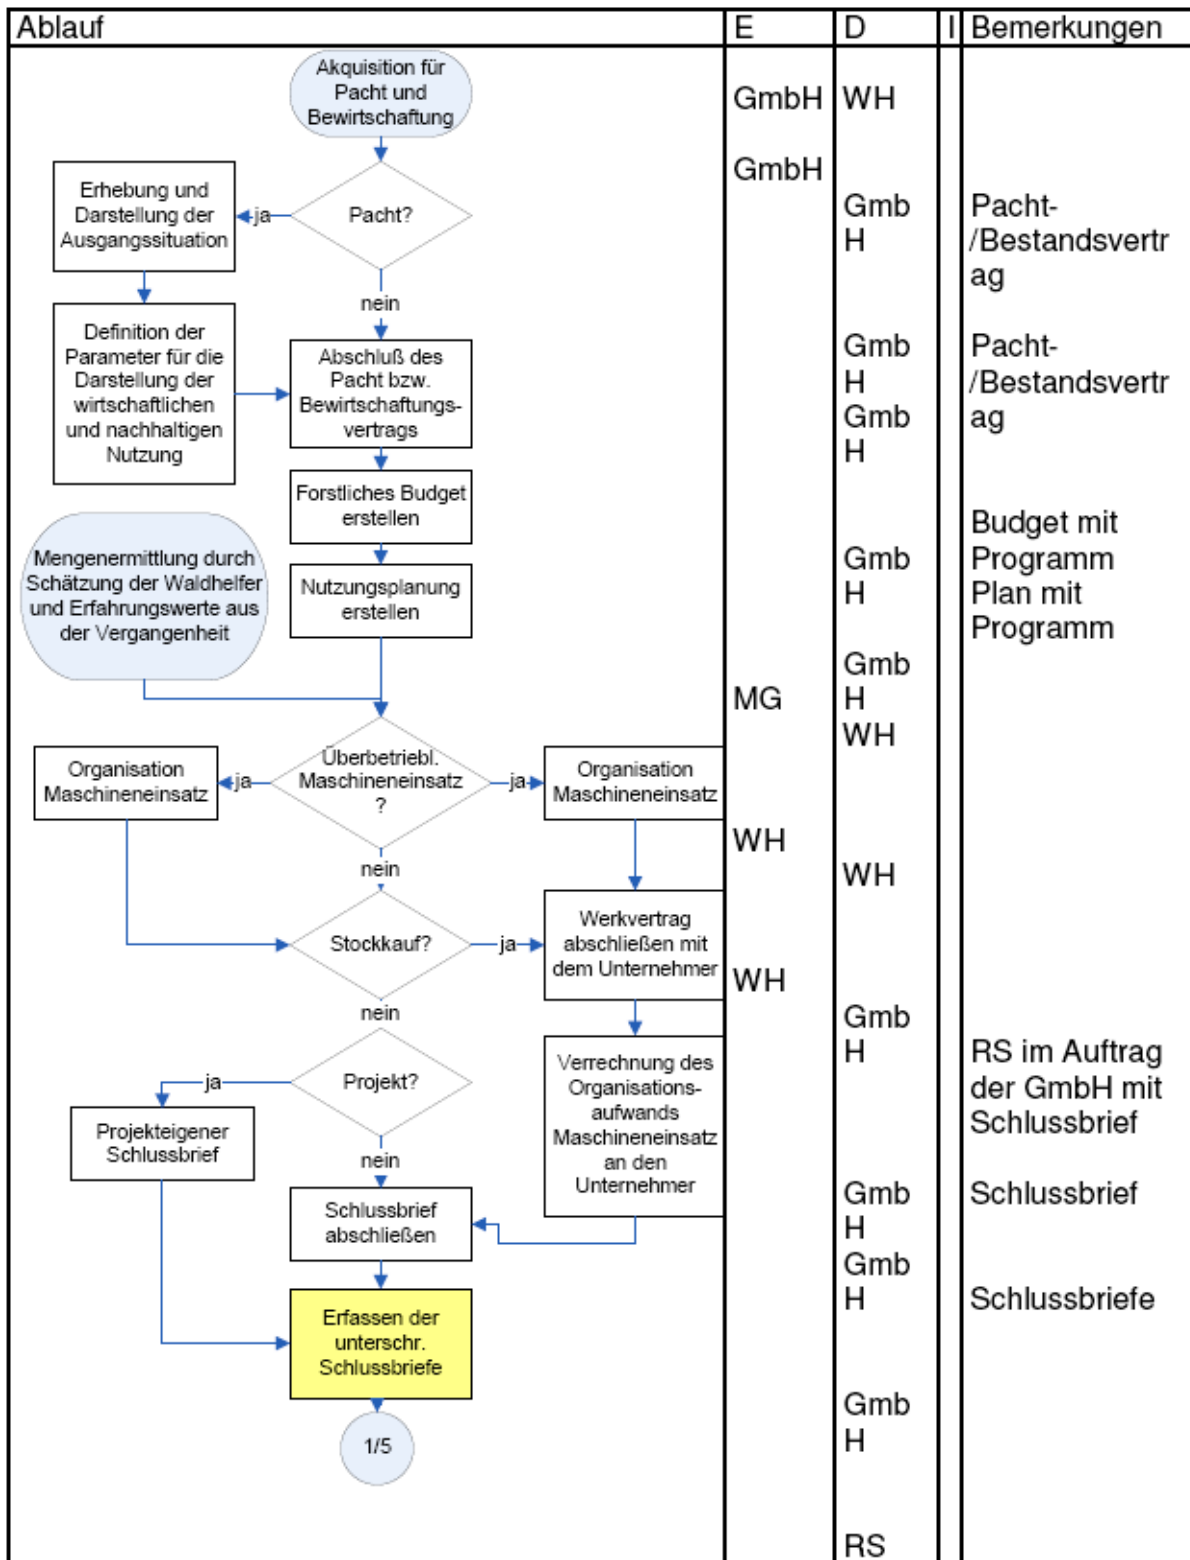 Ablauf
E
D
I
Bemerkungen
Akquisition für
Pacht und
Bewirtschaftung
GmbH
WH
GmbH
Erhebung und
Darstellung der
Ausgangssituation
ja
Pacht?
Gmb
H
Pacht-
/Bestandsvertr
ag
nein
Definition der
Parameter für die
Darstellung der
wirtschaftlichen
und nachhaltigen
Nutzung
Abschluß des
Pacht bzw.
Bewirtschaftungs-
vertrags
Gmb
H
Gmb
H
Pacht-
/Bestandsvertr
ag
Forstliches Budget
erstellen
Mengenermittlung durch
Schätzung der Waldhelfer
und Erfahrungswerte aus
der Vergangenheit
Nutzungsplanung
erstellen
Gmb
H
Budget mit
Programm
Plan mit
Programm
Gmb
H
MG
WH
Organisation
Maschineneinsatz
ja
Überbetriebl.
Maschineneinsatz
?
ja
Organisation
Maschineneinsatz
WH
nein
WH
Stockkauf?
ja
Werkvertrag
abschließen mit
dem Unternehmer
WH
nein
Gmb
H
RS im Auftrag
der GmbH mit
Schlussbrief
ja
Projekt?
Verrechnung des
Organisations-
aufwands
Maschineneinsatz
an den
Unternehmer
Projekteigener
Schlussbrief
nein
Schlussbrief
abschließen
Gmb
H
Schlussbrief
Gmb
H
Schlussbriefe
Erfassen der
unterschr.
Schlussbriefe
Gmb
H
1/5
RS